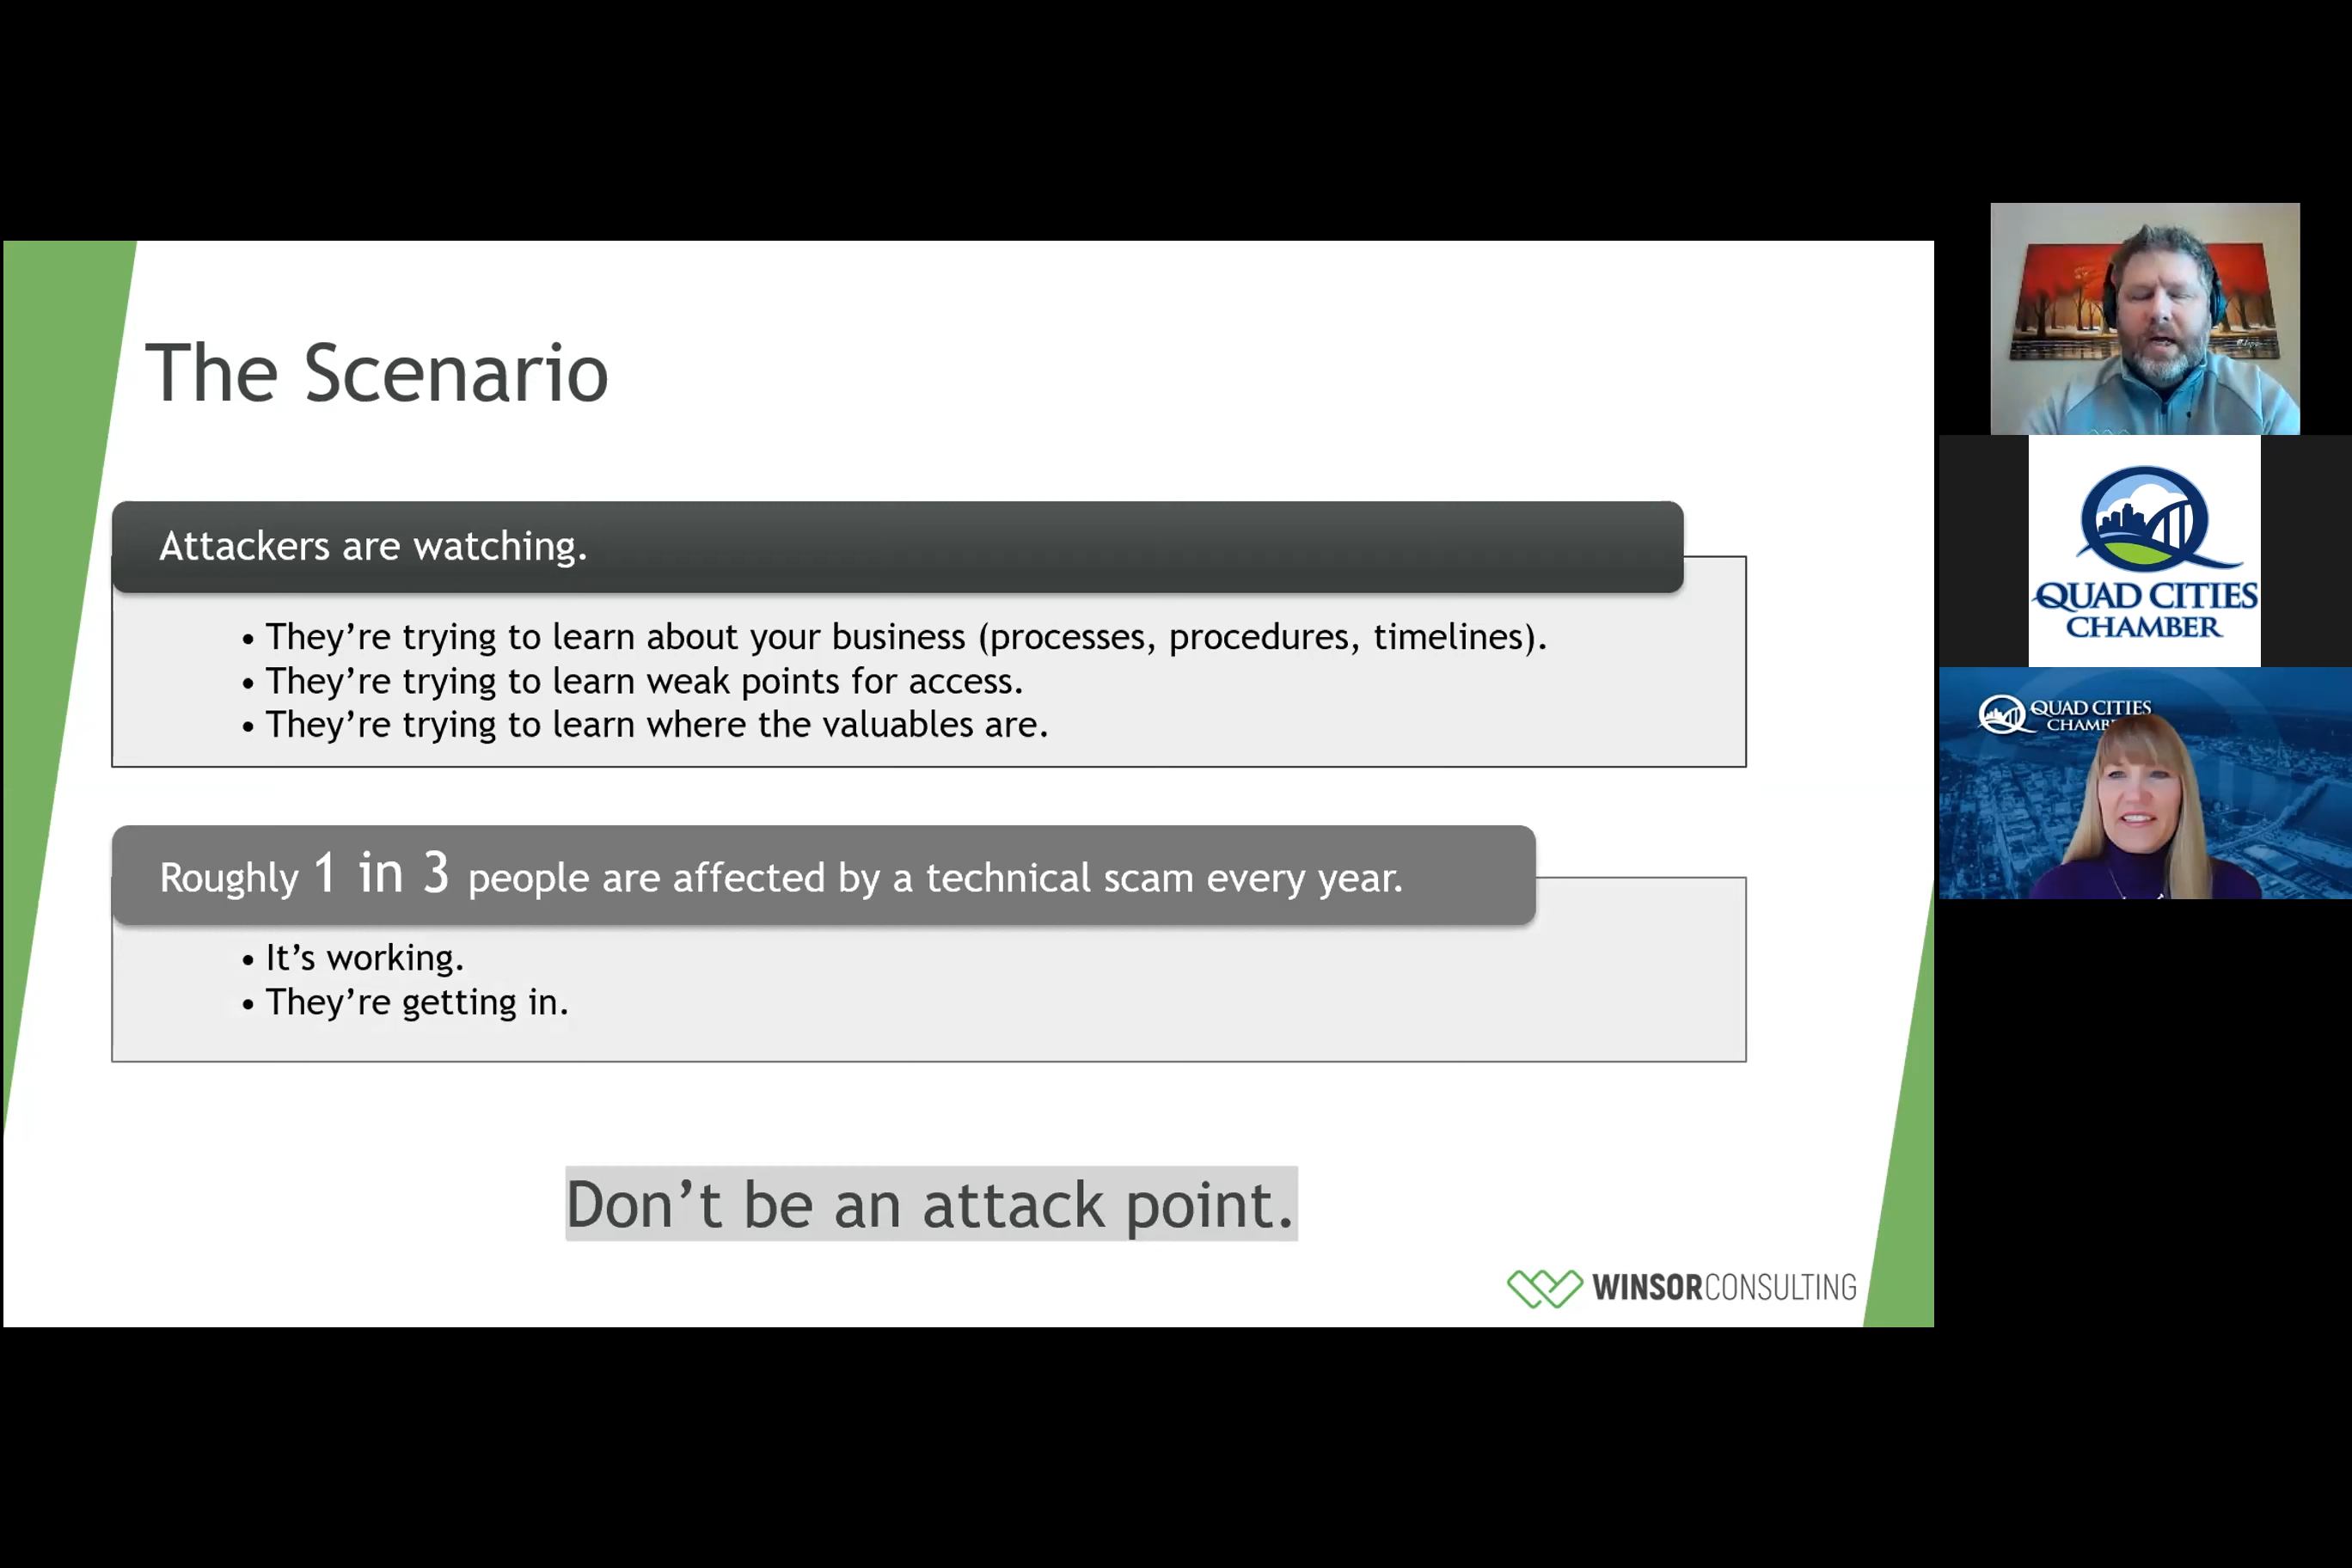 The Scenario
Attackers are watching.
• They’re trying to learn about your business (processes, procedures, timelines).
• They’re trying to learn weak points for access.
• They’re trying to learn where the valuables are.
Roughly 1 in 3 people are affected by a technical scam every year.
• It’s working.
• They’re getting in.
Don’t be an attack point.
WINSORCONSULTING
QUAD CITIES
CHAMBER
QUAD CITIES